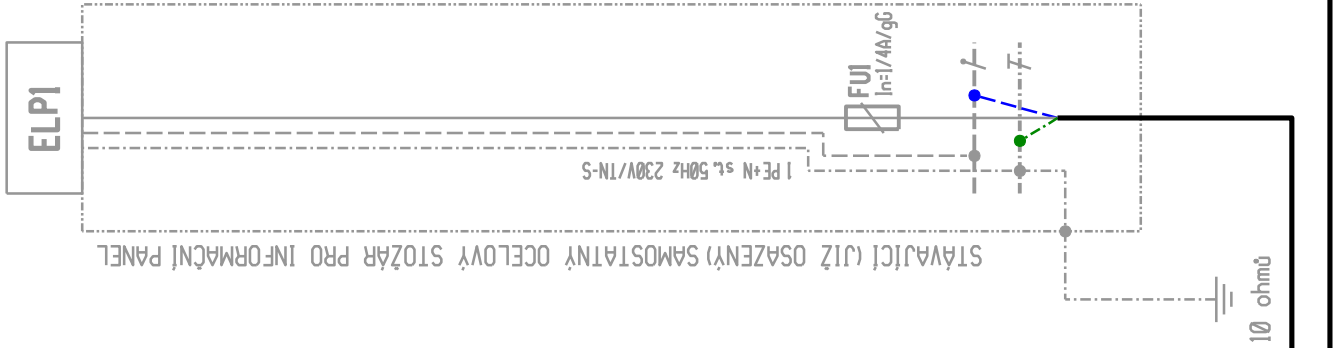 ELP1
FU1
In=1/4A/gG
1 PE+N st. 50Hz 230V/TN-S
STÁVAJÍCÍ (JIŽ OSAZENÝ) SAMOSTATNÝ OCELOVÝ STOŽÁR PRO INFORMAČNÍ PANEL
10 ohmů